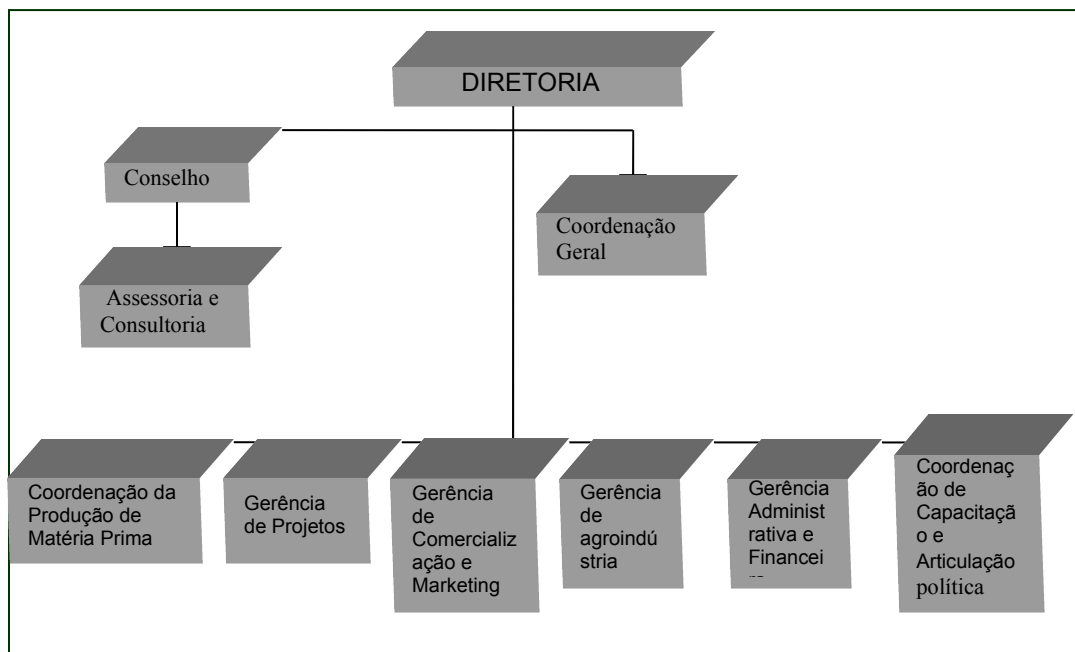 DIRETORIA
Conselho
Coordenação
Geral
Assessoria e
Consultoria
Coordenação da
Produção de
Matéria Prima
Gerência
de Projetos
Gerência
de
Comercializ
ação e
Marketing
Gerência
de
agroindú
stria
Gerência
Administ
rativa e
Financei
Coordenaç
ão de
Capacitaçã
o e
Articulação
política